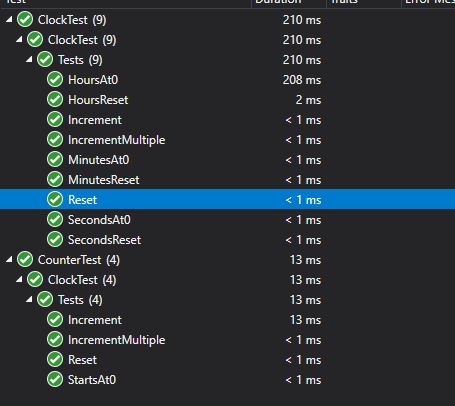 Test Duration Traits Error Mes
ClockTest (9) 210 ms
ClockTest (9) 210 ms
Tests (9) 210 ms
HoursAt0 208 ms
HoursReset 2 ms
Increment < 1 ms
IncrementMultiple < 1 ms
MinutesAt0 < 1 ms
MinutesReset < 1 ms
Reset < 1 ms
SecondsAt0 < 1 ms
SecondsReset < 1 ms
CounterTest (4) 13 ms
ClockTest (4) 13 ms
Tests (4) 13 ms
Increment 13 ms
IncrementMultiple < 1 ms
Reset < 1 ms
StartsAt0 < 1 ms